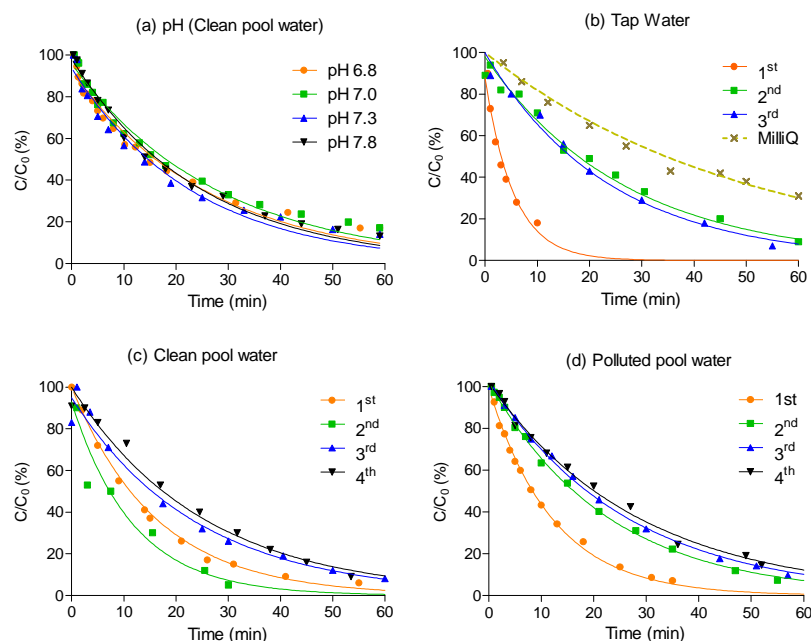 (a) pH (Clean pool water)
C/C₀ (%)
100
80
60
40
20
0
0 10 20 30 40 50 60
Time (min)
pH 6.8
pH 7.0
pH 7.3
pH 7.8
(b) Tap Water
C/C₀ (%)
100
80
60
40
20
0
0 10 20 30 40 50 60
Time (min)
1st
2nd
3rd
MilliQ
(c) Clean pool water
C/C₀ (%)
100
80
60
40
20
0
0 10 20 30 40 50 60
Time (min)
1st
2nd
3rd
4th
(d) Polluted pool water
C/C₀ (%)
100
80
60
40
20
0
0 10 20 30 40 50 60
Time (min)
1st
2nd
3rd
4th